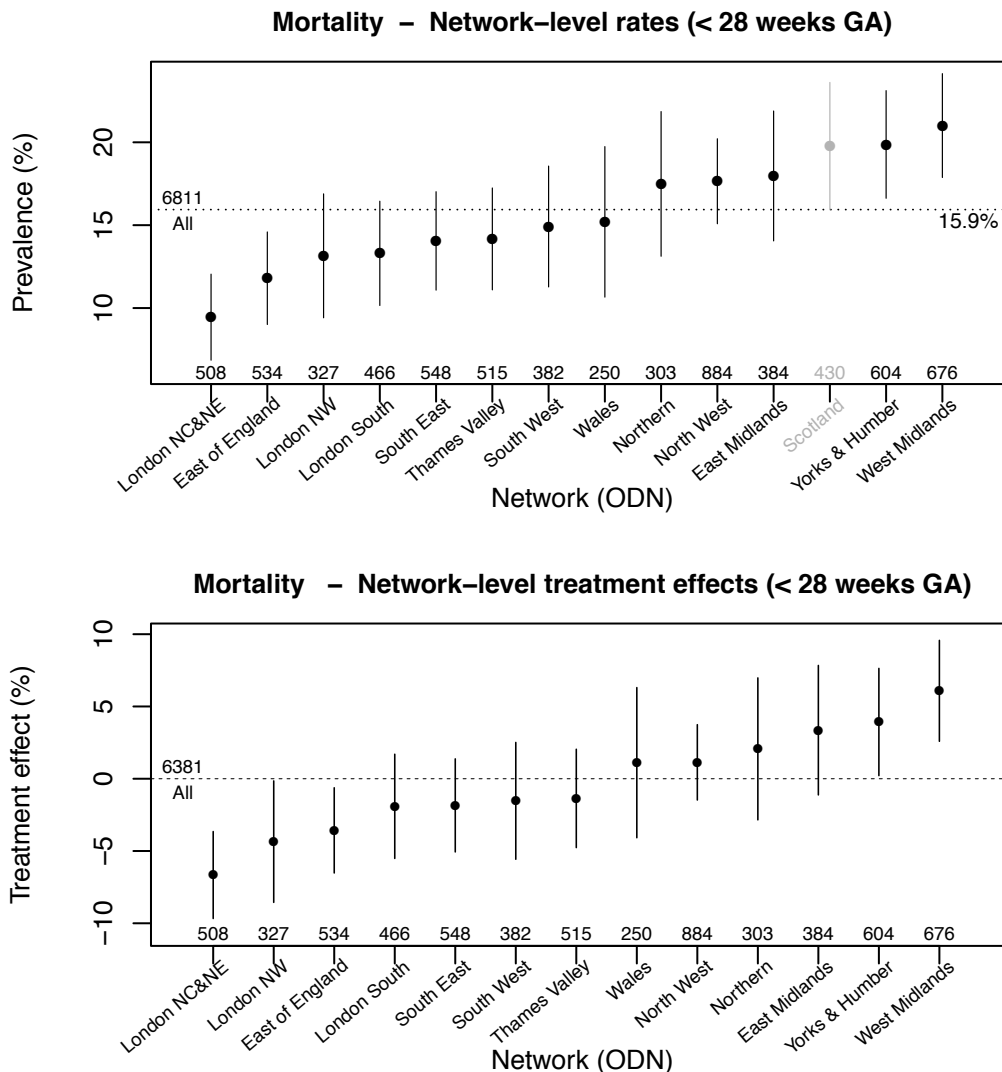 Mortality – Network–level rates (< 28 weeks GA)
Prevalence (%)
20
15
10
6811
All
15.9%
508 534 327 466 548 515 382 250 303 884 384 430 604 676
London NC&NE
East of England
London NW
London South
South East
Thames Valley
South West
Wales
Northern
North West
East Midlands
Scotland
Yorks & Humber
West Midlands
Network (ODN)
Mortality – Network–level treatment effects (< 28 weeks GA)
Treatment effect (%)
10
5
0
−5
−10
6381
All
508 327 534 466 548 382 515 250 884 303 384 604 676
London NC&NE
London NW
East of England
London South
South East
South West
Thames Valley
Wales
North West
Northern
East Midlands
Yorks & Humber
West Midlands
Network (ODN)